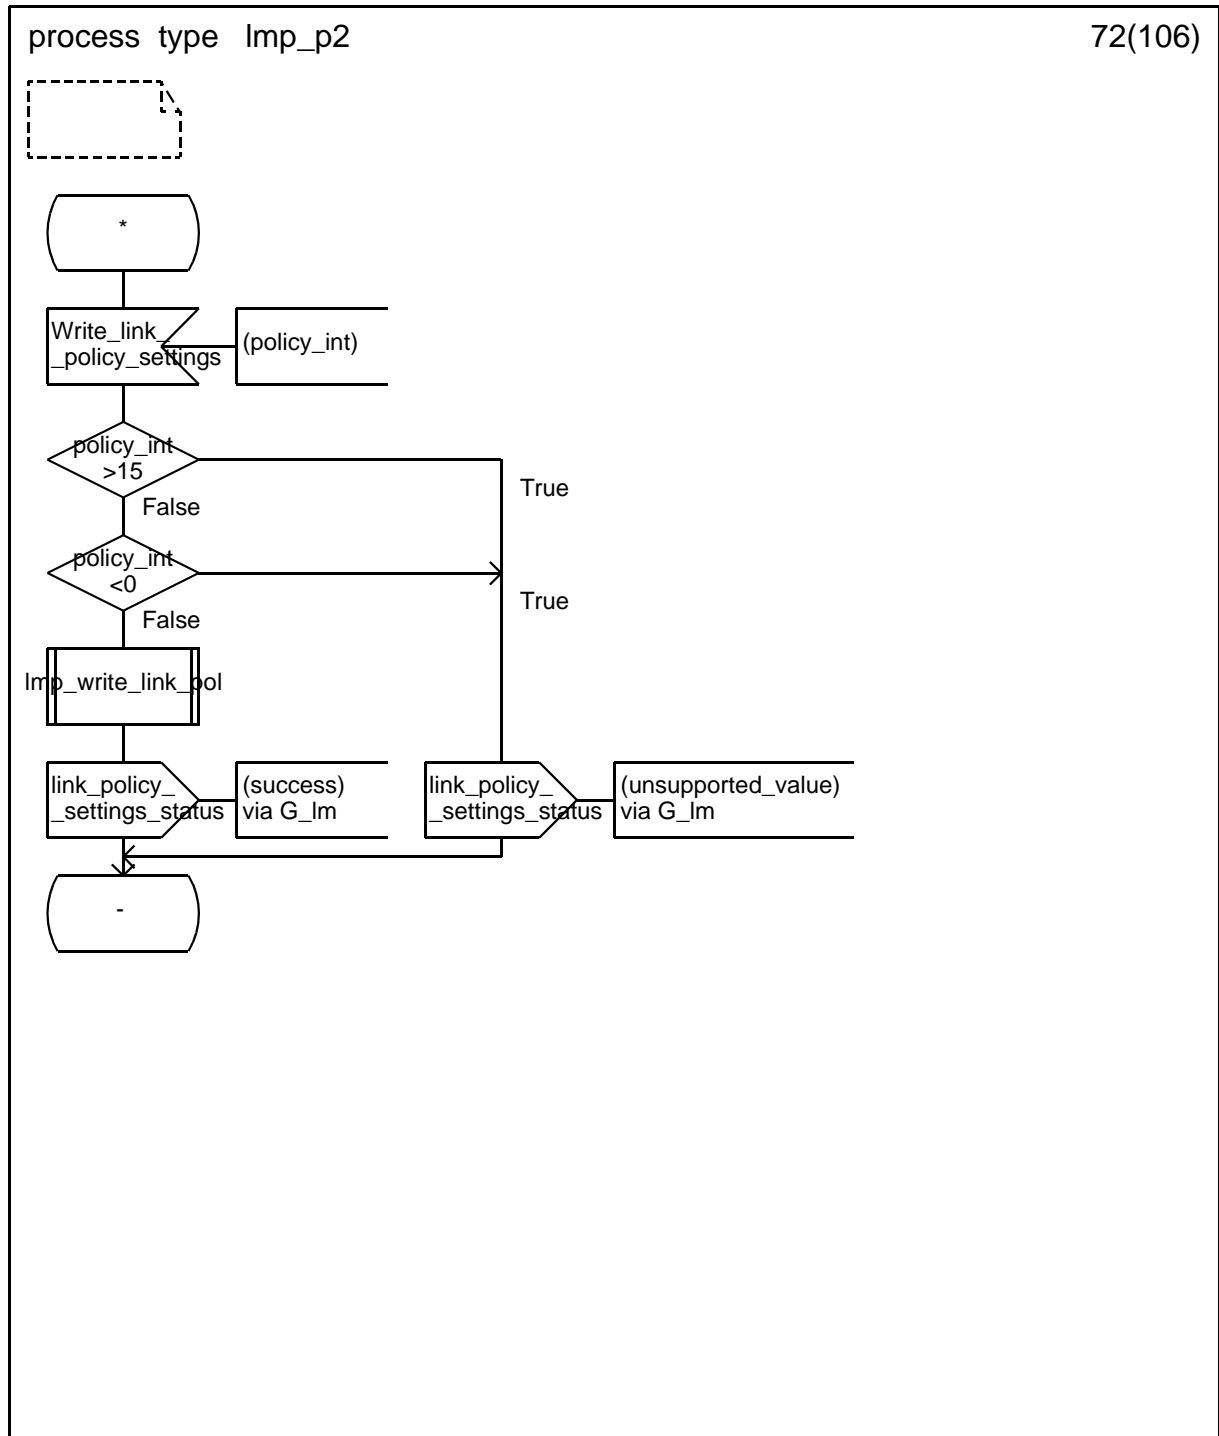 process type lmp_p2
72(106)
*
Write_link_
_policy_settings
(policy_int)
policy_int
>15
True
False
policy_int
<0
True
False
lmp_write_link_pol
link_policy_
_settings_status
(success)
via G_lm
link_policy_
_settings_status
(unsupported_value)
via G_lm
-